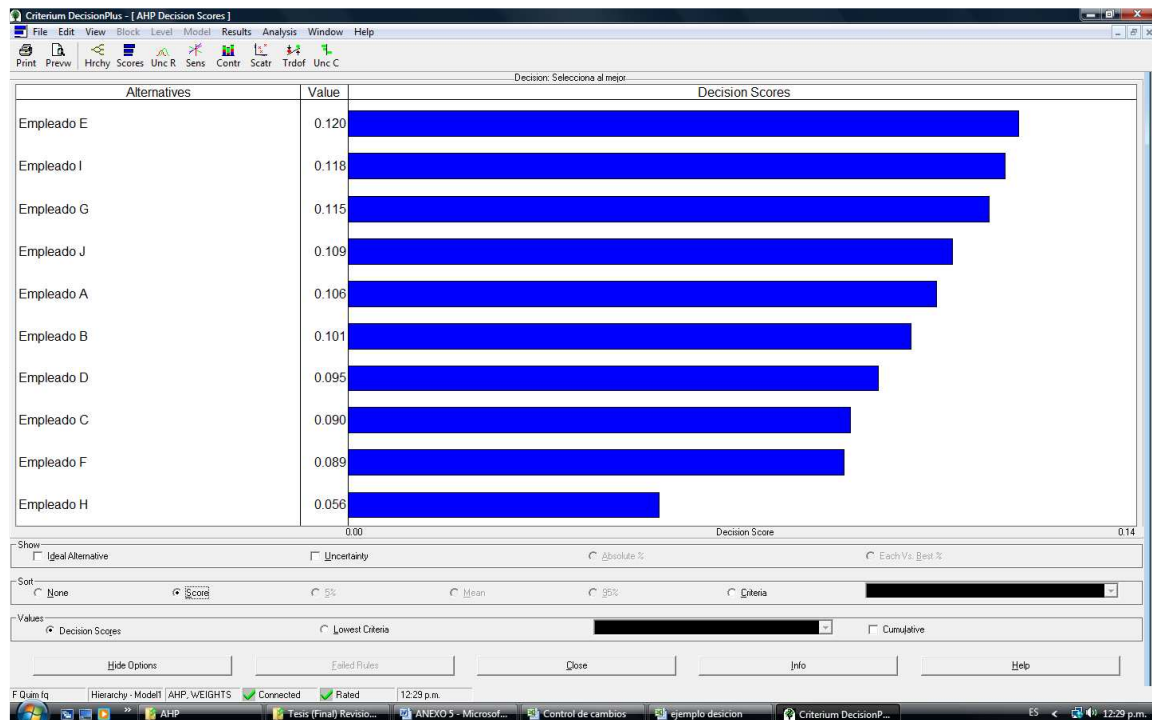 Criterium DecisionPlus - [ AHP Decision Scores ]
File Edit View Block Level Model Results Analysis Window Help
Print Prevw Hrchy Scores Unc R Sens Contr Scatr Trdof Unc C
Decision: Selecciona al mejor
Alternatives Value Decision Scores
Empleado E 0.120
Empleado I 0.118
Empleado G 0.115
Empleado J 0.109
Empleado A 0.106
Empleado B 0.101
Empleado D 0.095
Empleado C 0.090
Empleado F 0.089
Empleado H 0.056
0.00 Decision Score 0.14
Show
Ideal Alternative Uncertainty Absolute % Each Vs. Best %
Sort
None Score 5% Mean 95% Criteria
Values
Decision Scores Lowest Criteria Cumulative
Hide Options Failed Rules Close Info Help
F Quim fq Hierarchy - Model1 AHP, WEIGHTS Connected Rated 12:29 p.m.
AHP Tesis (Final) Revisio... ANEXO 5 - Microsof... Control de cambios ejemplo desicion Criterium DecisionP... ES 12:29 p.m.